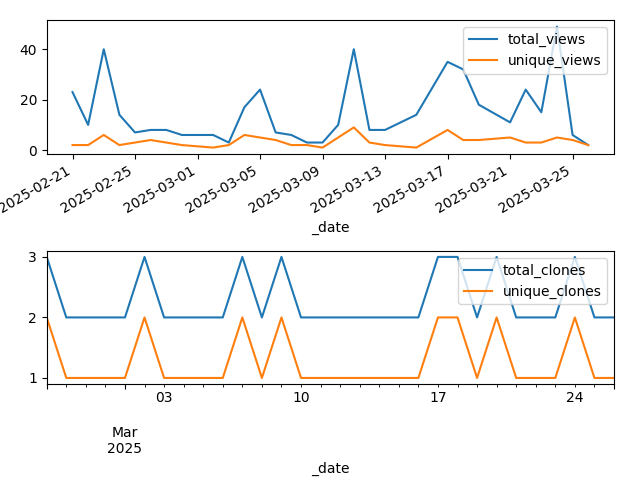 total_views
unique_views
40
20
0
2025-02-21
2025-02-25
2025-03-01
2025-03-05
2025-03-09
2025-03-13
2025-03-17
2025-03-21
2025-03-25
_date
total_clones
unique_clones
3
2
1
03
10
17
24
Mar
2025
_date